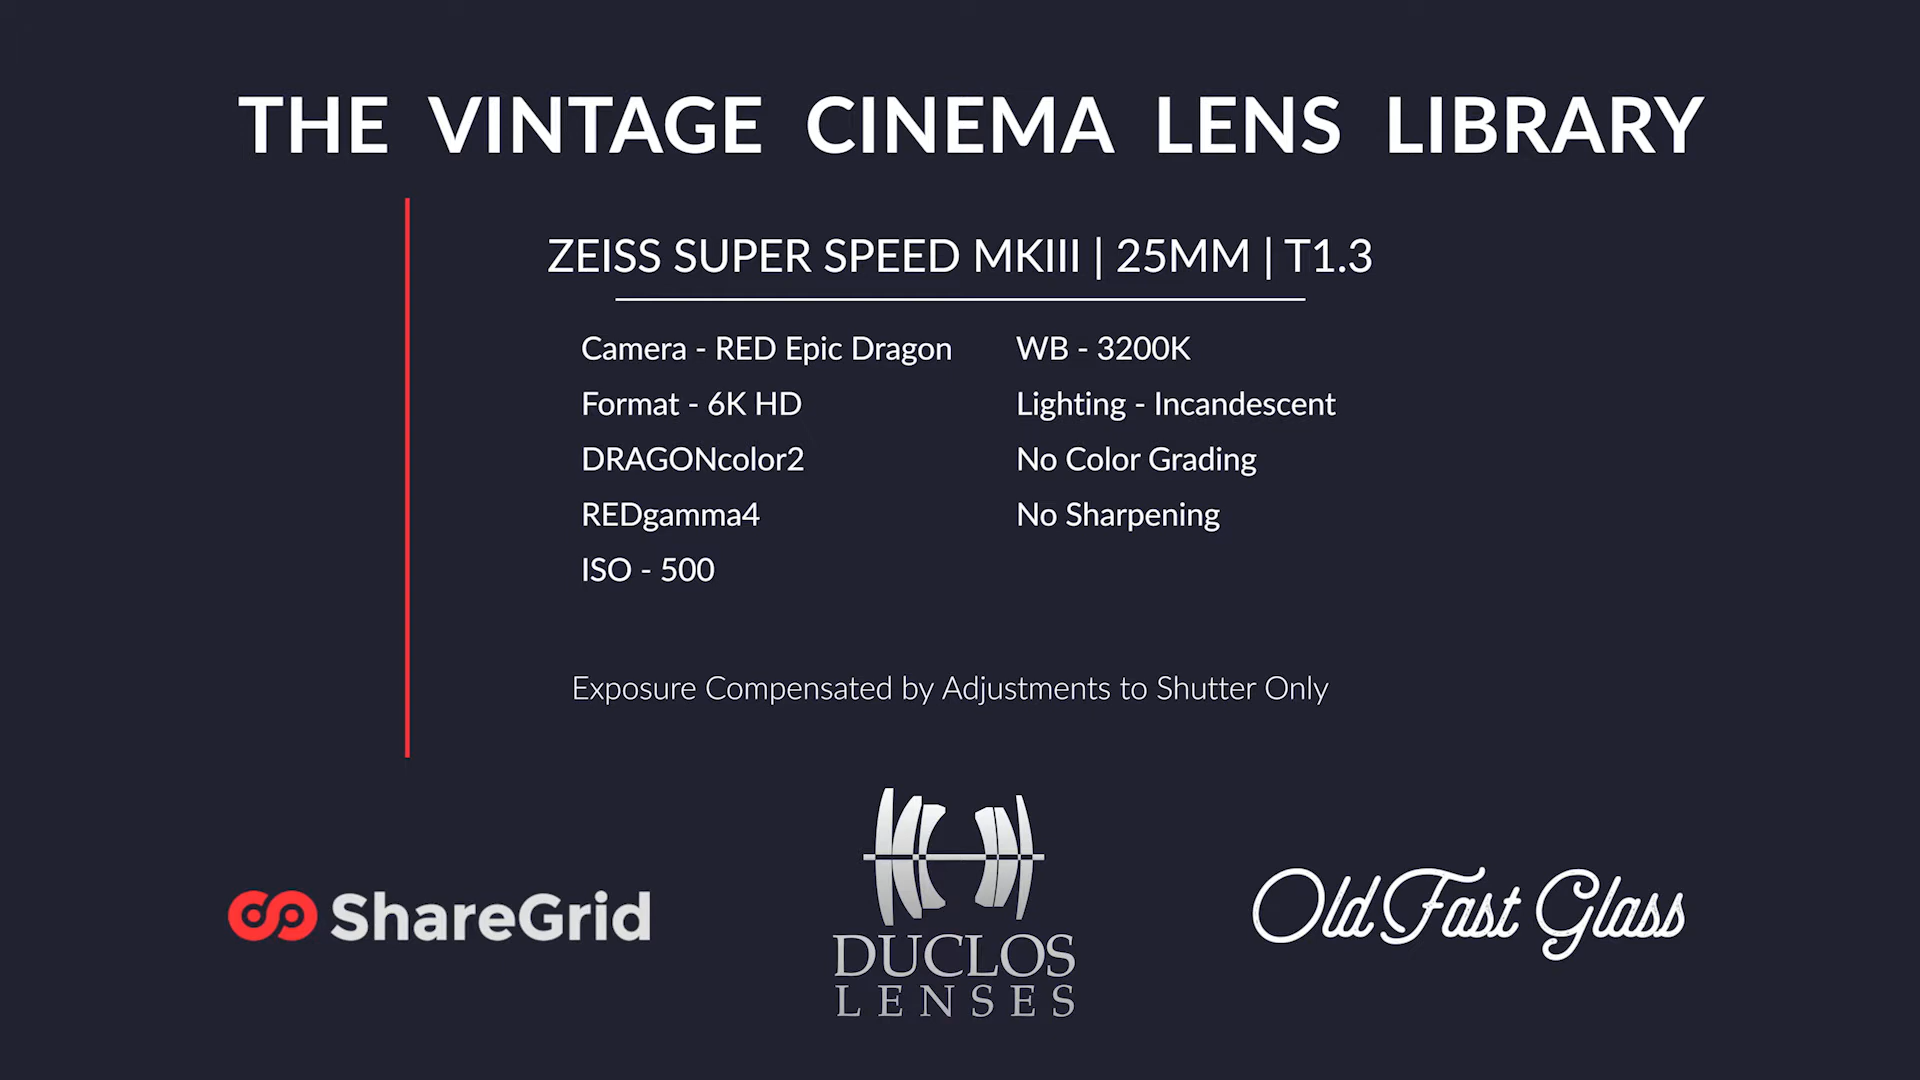 THE VINTAGE CINEMA LENS LIBRARY
ZEISS SUPER SPEED MKIII | 25MM | T1.3
Camera - RED Epic Dragon
Format - 6K HD
DRAGONcolor2
REDgamma4
ISO - 500
WB - 3200K
Lighting - Incandescent
No Color Grading
No Sharpening
Exposure Compensated by Adjustments to Shutter Only
ShareGrid
DUCLOS
LENSES
Old Fast Glass